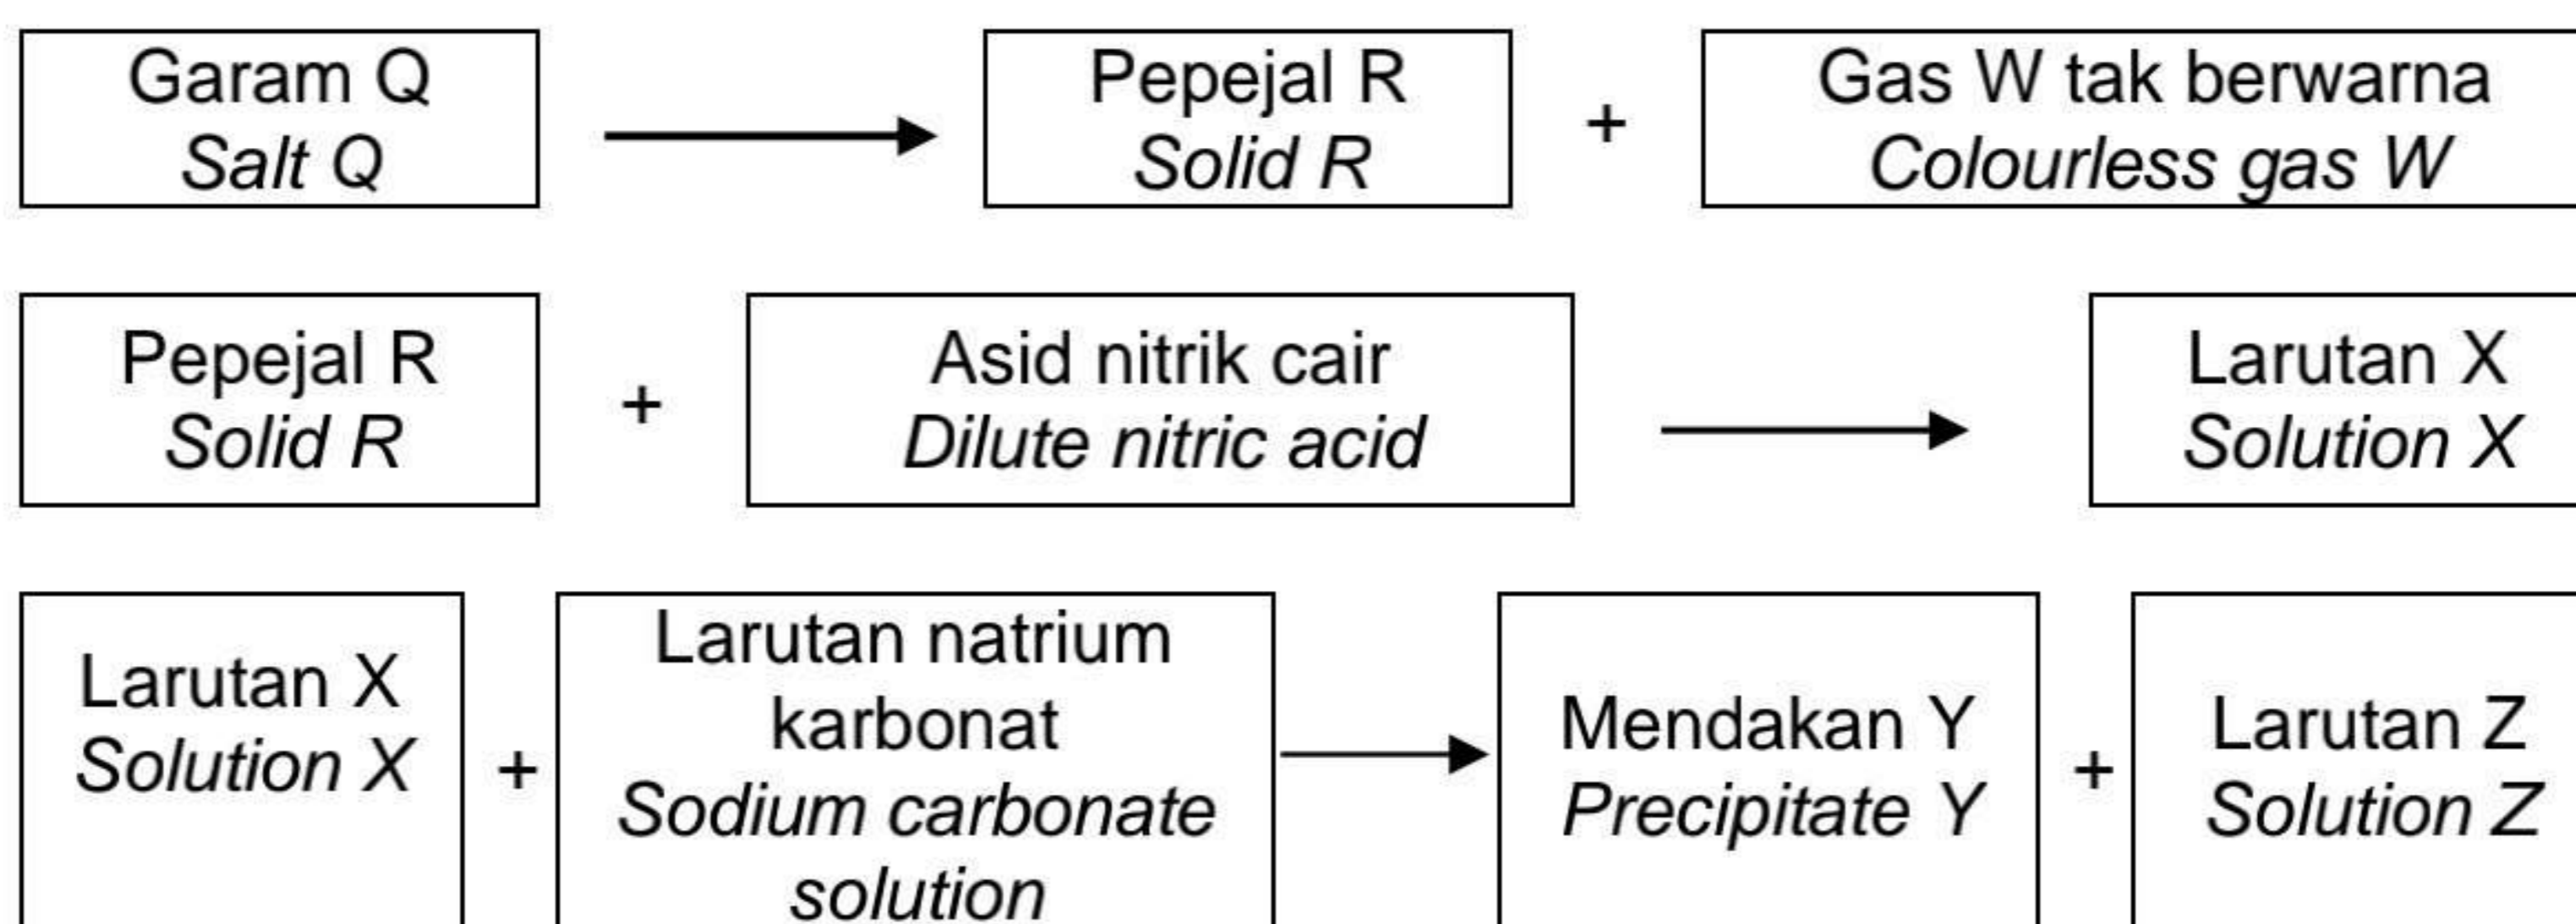 Garam Q
Salt Q
Pepejal R
Solid R
+
Gas W tak berwarna
Colourless gas W
Pepejal R
Solid R
+
Asid nitrik cair
Dilute nitric acid
Larutan X
Solution X
Larutan X
Solution X
+
Larutan natrium
karbonat
Sodium carbonate
solution
Mendakan Y
Precipitate Y
+
Larutan Z
Solution Z